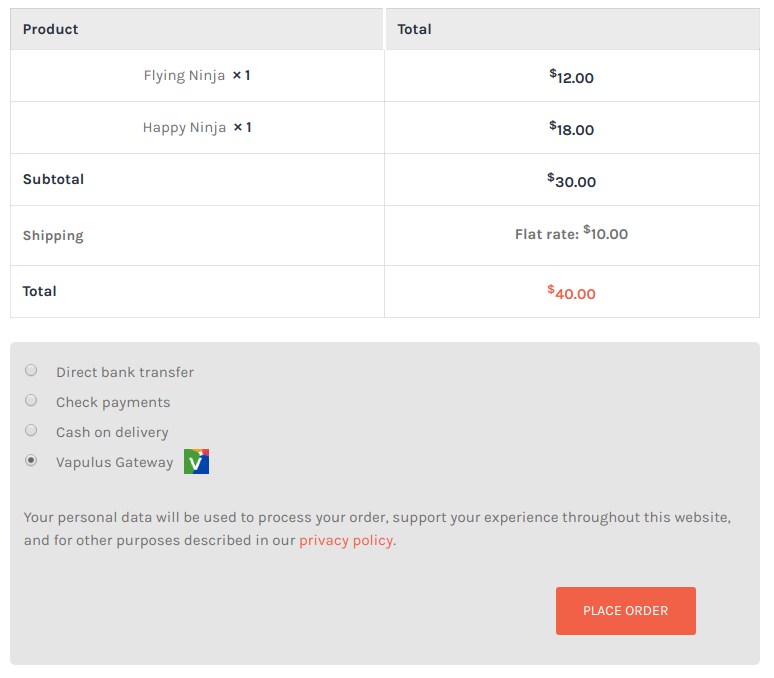 Product Total
Flying Ninja × 1 $12.00
Happy Ninja × 1 $18.00
Subtotal $30.00
Shipping Flat rate: $10.00
Total $40.00
Direct bank transfer
Check payments
Cash on delivery
Vapulus Gateway V
Your personal data will be used to process your order, support your experience throughout this website,
and for other purposes described in our privacy policy.
PLACE ORDER